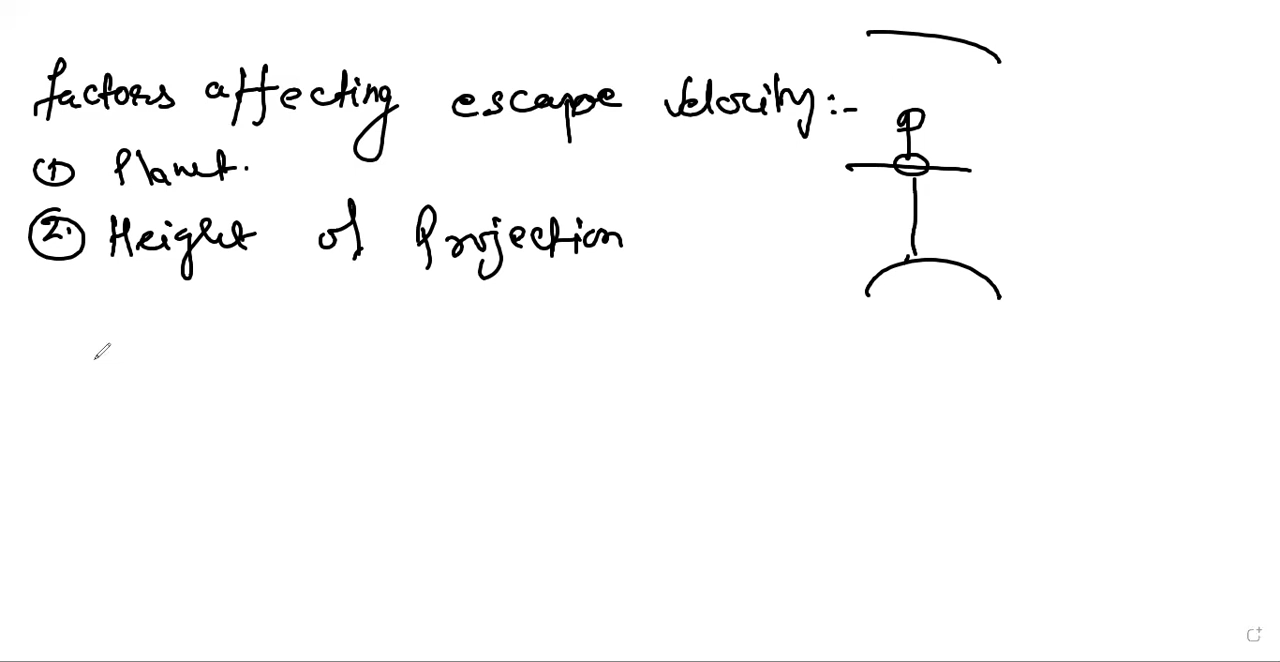 factors affecting escape velocity:-
① Planet.
②. Height of Projection